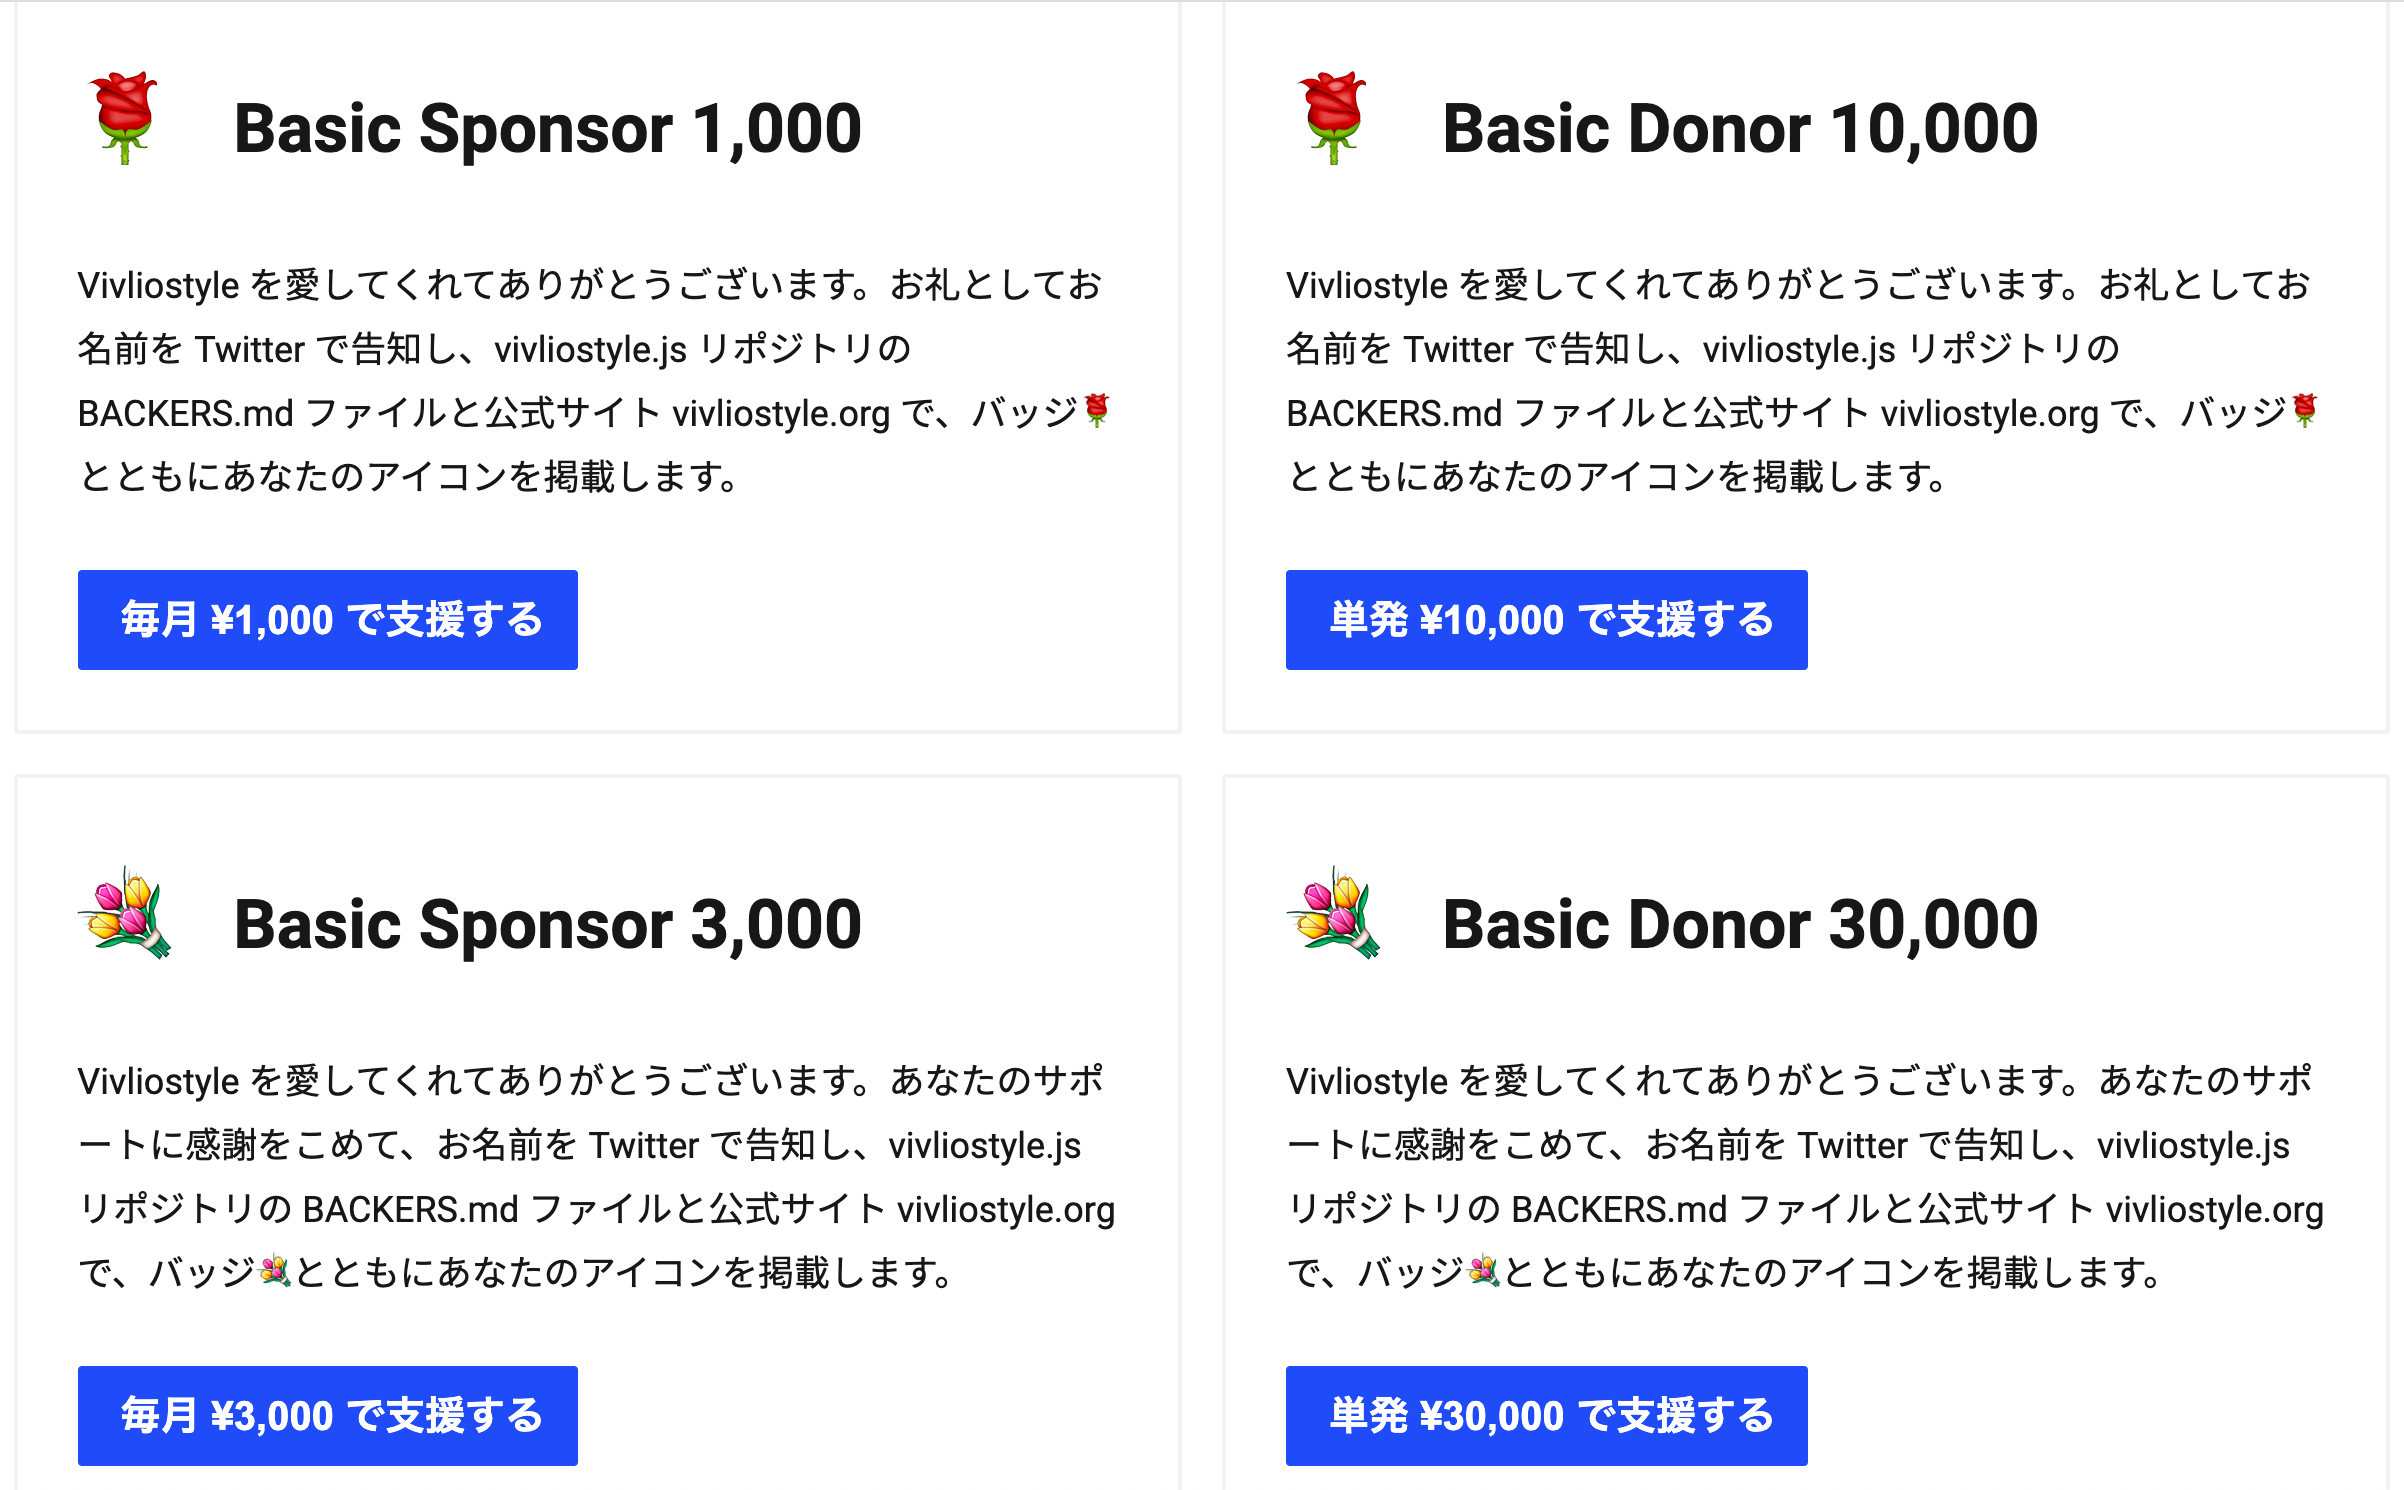 🌹 Basic Sponsor 1,000
Vivliostyle を愛してくれてありがとうございます。お礼としてお
名前を Twitter で告知し、vivliostyle.js リポジトリの
BACKERS.md ファイルと公式サイト vivliostyle.org で、バッジ🌹
とともにあなたのアイコンを掲載します。
毎月 ¥1,000 で支援する
🌹 Basic Donor 10,000
Vivliostyle を愛してくれてありがとうございます。お礼としてお
名前を Twitter で告知し、vivliostyle.js リポジトリの
BACKERS.md ファイルと公式サイト vivliostyle.org で、バッジ🌹
とともにあなたのアイコンを掲載します。
単発 ¥10,000 で支援する
💐 Basic Sponsor 3,000
Vivliostyle を愛してくれてありがとうございます。あなたのサポ
ートに感謝をこめて、お名前を Twitter で告知し、vivliostyle.js
リポジトリの BACKERS.md ファイルと公式サイト vivliostyle.org
で、バッジ💐とともにあなたのアイコンを掲載します。
毎月 ¥3,000 で支援する
💐 Basic Donor 30,000
Vivliostyle を愛してくれてありがとうございます。あなたのサポ
ートに感謝をこめて、お名前を Twitter で告知し、vivliostyle.js
リポジトリの BACKERS.md ファイルと公式サイト vivliostyle.org
で、バッジ💐とともにあなたのアイコンを掲載します。
単発 ¥30,000 で支援する